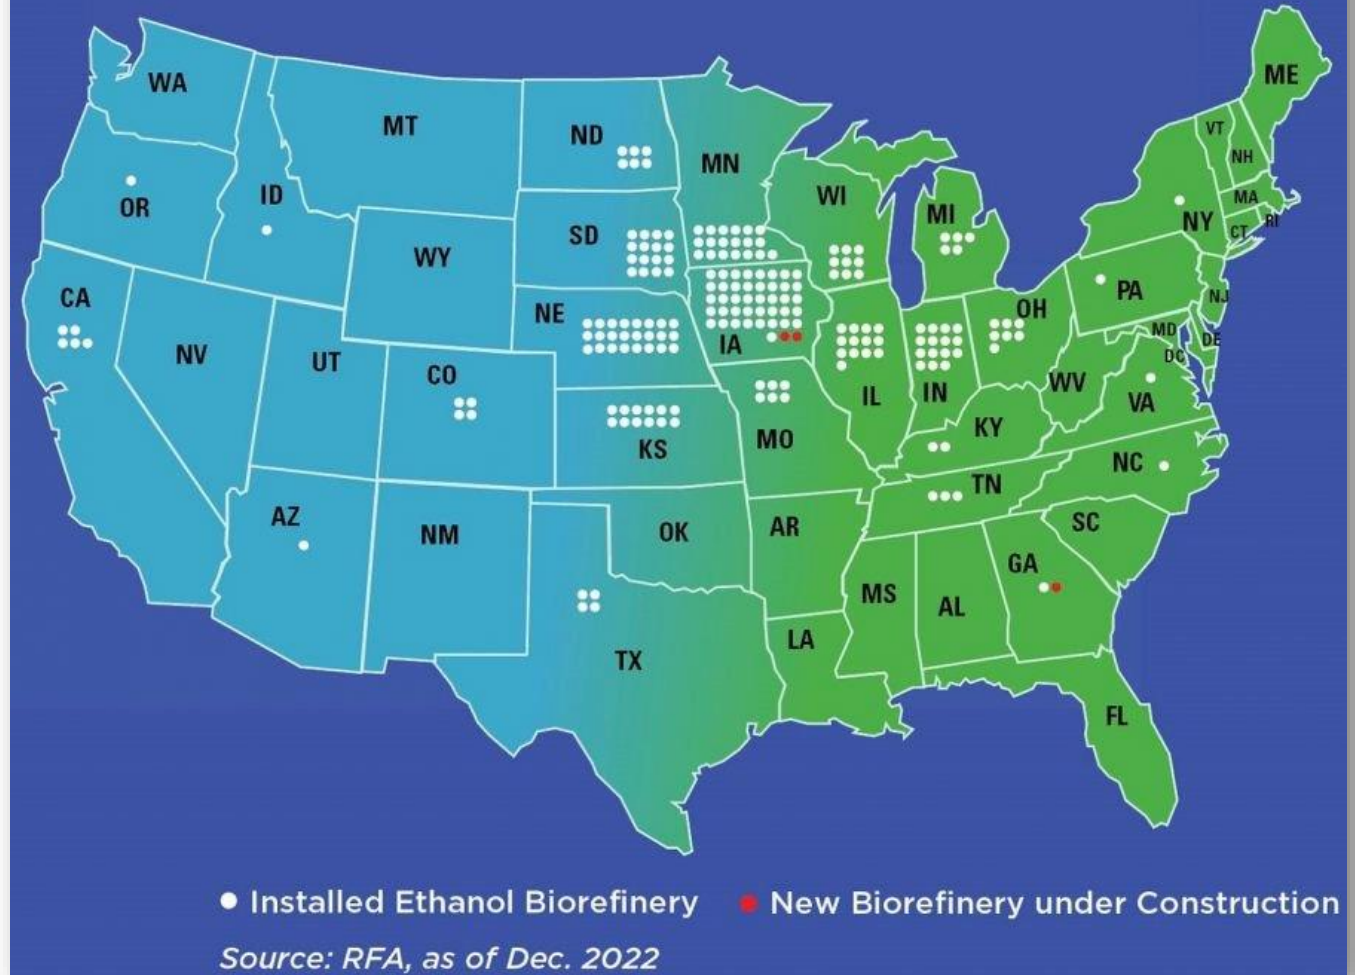 WA
MT
ND
MN
ME
VT
NH
OR
ID
WI
MI
MA
NY
CT
RI
SD
WY
CA
NE
PA
NJ
OH
NV
UT
CO
IA
MD
DE
DC
IL
IN
WV
VA
KS
MO
KY
NC
TN
AZ
NM
OK
AR
SC
GA
MS
AL
LA
TX
FL
Installed Ethanol Biorefinery
New Biorefinery under Construction
Source: RFA, as of Dec. 2022